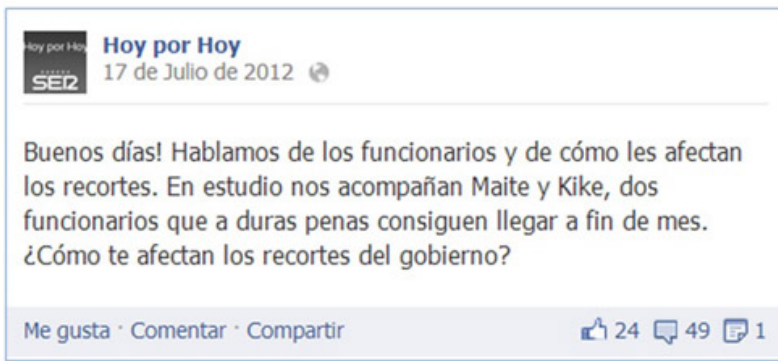 Hoy por Hoy
SER
Hoy por Hoy
17 de Julio de 2012
Buenos días! Hablamos de los funcionarios y de cómo les afectan
los recortes. En estudio nos acompañan Maite y Kike, dos
funcionarios que a duras penas consiguen llegar a fin de mes.
¿Cómo te afectan los recortes del gobierno?
Me gusta · Comentar · Compartir 24 49 1